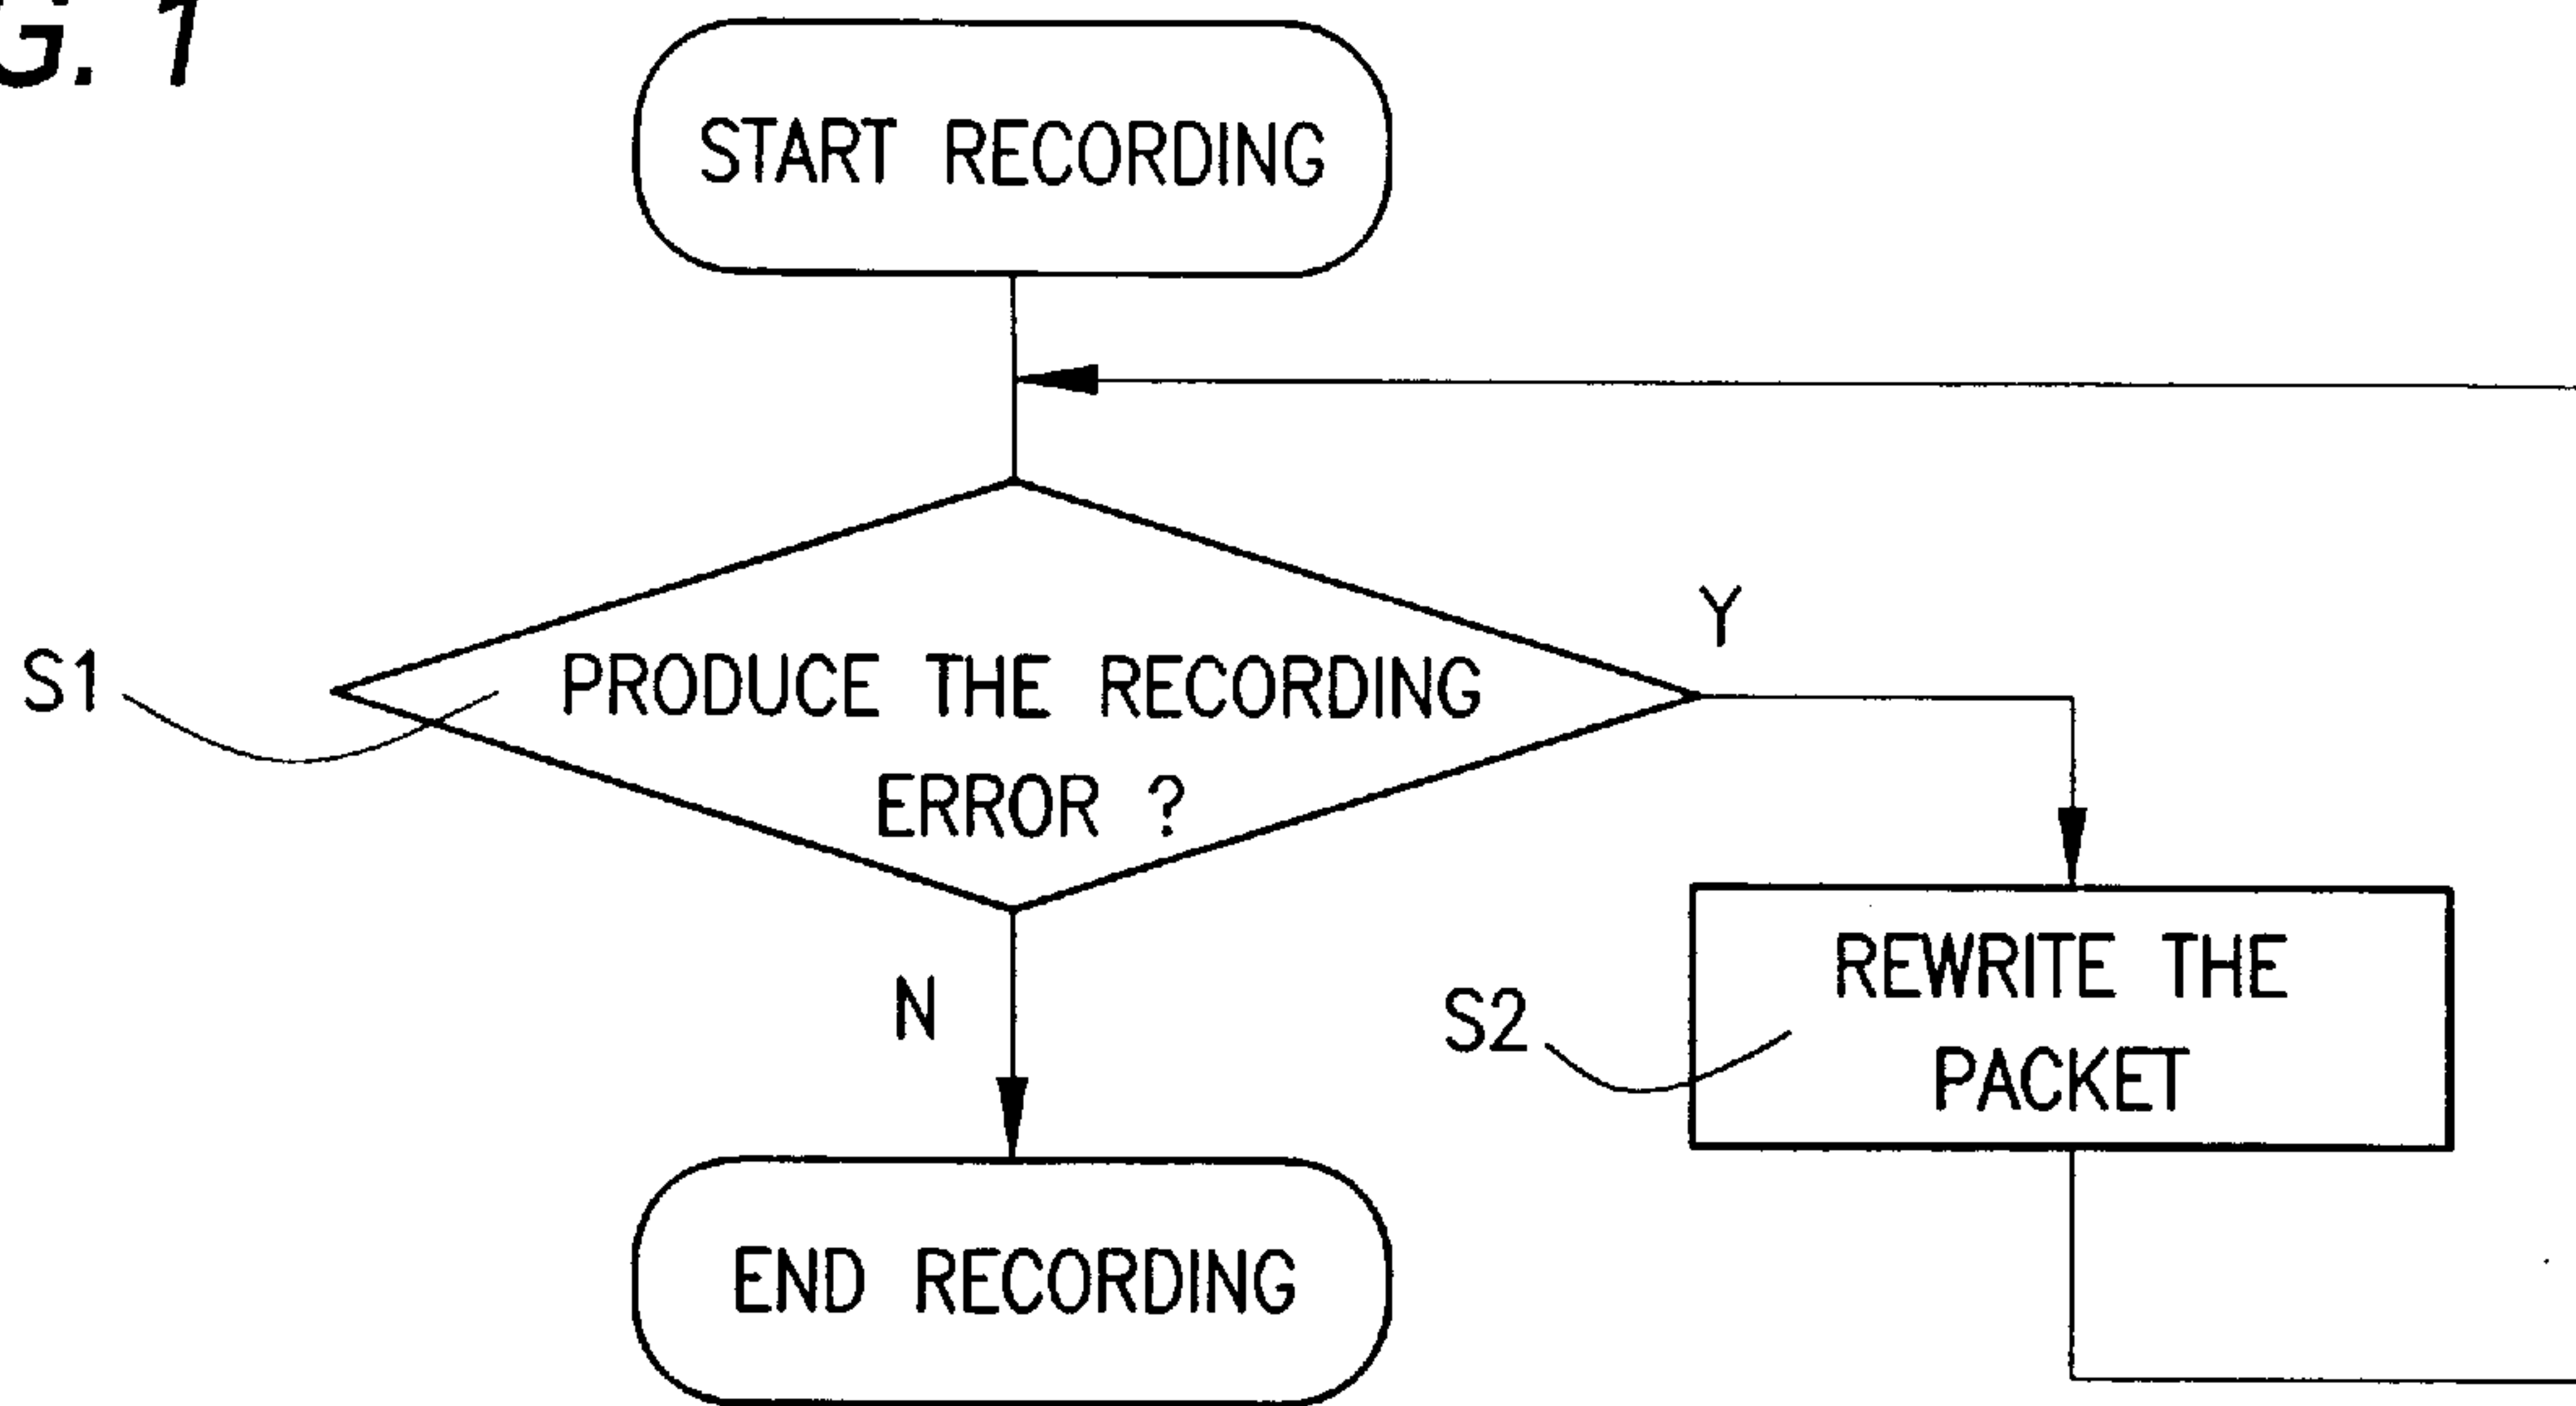 G. 1
START RECORDING
S1
PRODUCE THE RECORDING
ERROR ?
Y
N
S2
REWRITE THE
PACKET
END RECORDING